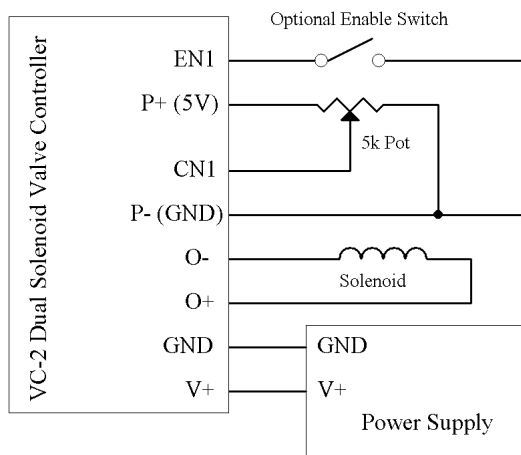 Optional Enable Switch
VC-2 Dual Solenoid Valve Controller
EN1
P+ (5V)
5k Pot
CN1
P- (GND)
O-
Solenoid
O+
GND
GND
V+
V+
Power Supply